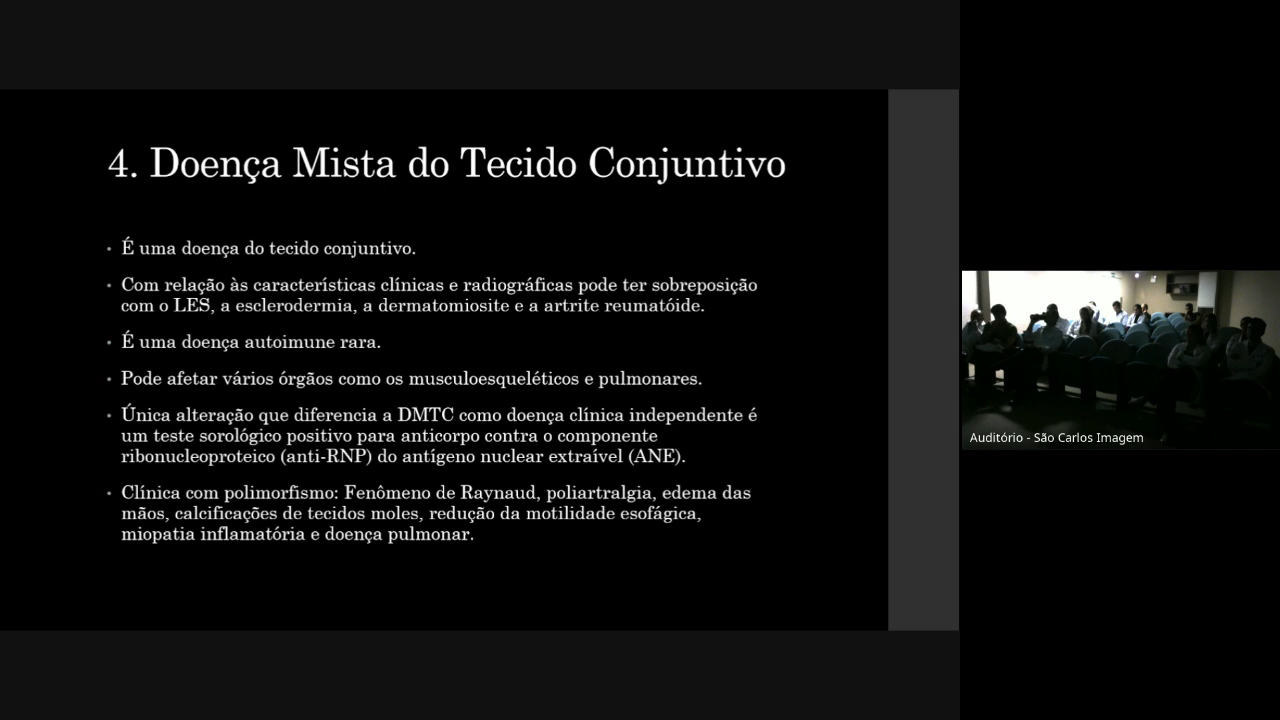 4. Doença Mista do Tecido Conjuntivo
• É uma doença do tecido conjuntivo.
• Com relação às características clínicas e radiográficas pode ter sobreposição
com o LES, a esclerodermia, a dermatomiosite e a artrite reumatóide.
• É uma doença autoimune rara.
• Pode afetar vários órgãos como os musculoesqueléticos e pulmonares.
• Única alteração que diferencia a DMTC como doença clínica independente é
um teste sorológico positivo para anticorpo contra o componente
ribonucleoproteico (anti-RNP) do antígeno nuclear extraível (ANE).
• Clínica com polimorfismo: Fenômeno de Raynaud, poliartralgia, edema das
mãos, calcificações de tecidos moles, redução da motilidade esofágica,
miopatia inflamatória e doença pulmonar.
Auditório - São Carlos Imagem